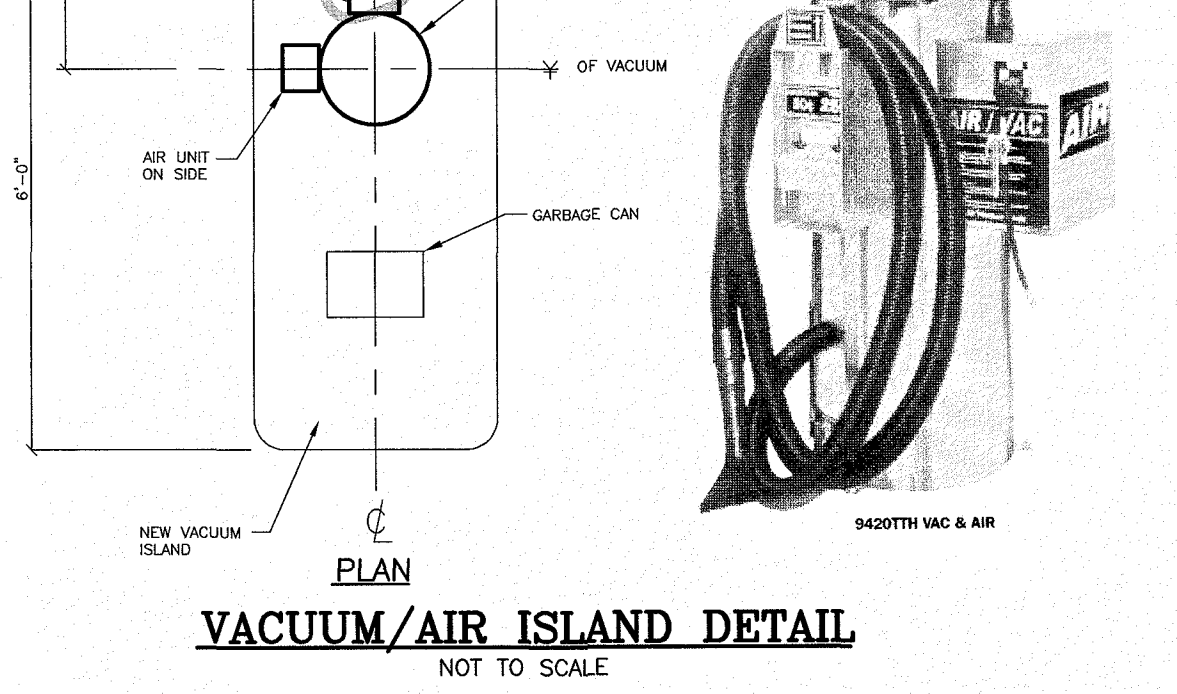 OF VACUUM
AIR UNIT
ON SIDE
6'-0"
GARBAGE CAN
AIR / VAC
AIR
NEW VACUUM
ISLAND
℄
PLAN
9420TTH VAC & AIR
VACUUM/AIR ISLAND DETAIL
NOT TO SCALE